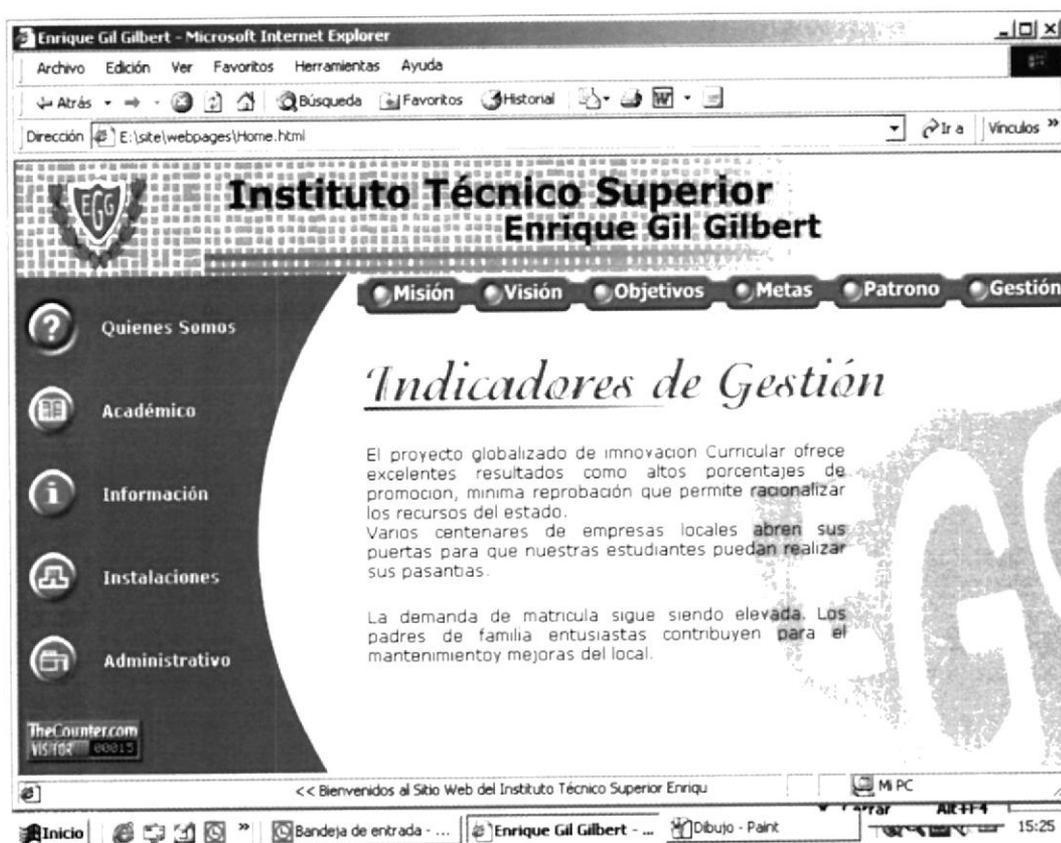 Enrique Gil Gilbert - Microsoft Internet Explorer
Archivo Edición Ver Favoritos Herramientas Ayuda
Atrás Búsqueda Favoritos Historial
Dirección E:\site\webpages\Home.html Ir a Vínculos »
EGG
Instituto Técnico Superior
Enrique Gil Gilbert
Misión Visión Objetivos Metas Patrono Gestión
Quienes Somos
Académico
Información
Instalaciones
Administrativo
Indicadores de Gestión
El proyecto globalizado de imnovacion Curricular ofrece
excelentes resultados como altos porcentajes de
promocion, minima reprobación que permite racionalizar
los recursos del estado.
Varios centenares de empresas locales abren sus
puertas para que nuestras estudiantes puedan realizar
sus pasantias.
La demanda de matricula sigue siendo elevada. Los
padres de familia entusiastas contribuyen para el
mantenimientoy mejoras del local.
EGG
TheCounter.com
VISITOR 00015
<< Bienvenidos al Sitio Web del Instituto Técnico Superior Enriqu
Mi PC
Alt+F4
Inicio » Bandeja de entrada - ... Enrique Gil Gilbert - ... Dibujo - Paint 15:25